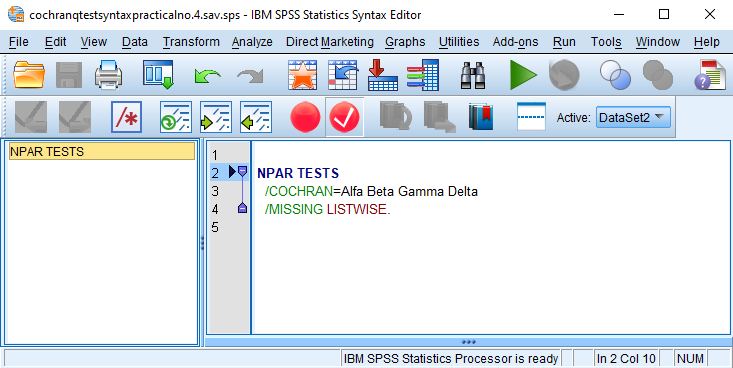 cochranqtestsyntaxpracticalno.4.sav.sps - IBM SPSS Statistics Syntax Editor
File Edit View Data Transform Analyze Direct Marketing Graphs Utilities Add-ons Run Tools Window Help
/*
Active: DataSet2
NPAR TESTS
1
2 NPAR TESTS
3 /COCHRAN=Alfa Beta Gamma Delta
4 /MISSING LISTWISE.
5
IBM SPSS Statistics Processor is ready In 2 Col 10 NUM